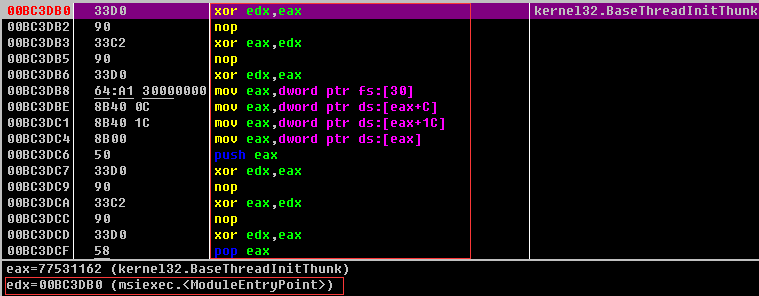 00BC3DB0 33D0 xor edx,eax kernel32.BaseThreadInitThunk
00BC3DB2 90 nop
00BC3DB3 33C2 xor eax,edx
00BC3DB5 90 nop
00BC3DB6 33D0 xor edx,eax
00BC3DB8 64:A1 30000000 mov eax,dword ptr fs:[30]
00BC3DBE 8B40 0C mov eax,dword ptr ds:[eax+C]
00BC3DC1 8B40 1C mov eax,dword ptr ds:[eax+1C]
00BC3DC4 8B00 mov eax,dword ptr ds:[eax]
00BC3DC6 50 push eax
00BC3DC7 33D0 xor edx,eax
00BC3DC9 90 nop
00BC3DCA 33C2 xor eax,edx
00BC3DCC 90 nop
00BC3DCD 33D0 xor edx,eax
00BC3DCF 58 pop eax
eax=77531162 (kernel32.BaseThreadInitThunk)
edx=00BC3DB0 (msiexec.<ModuleEntryPoint>)